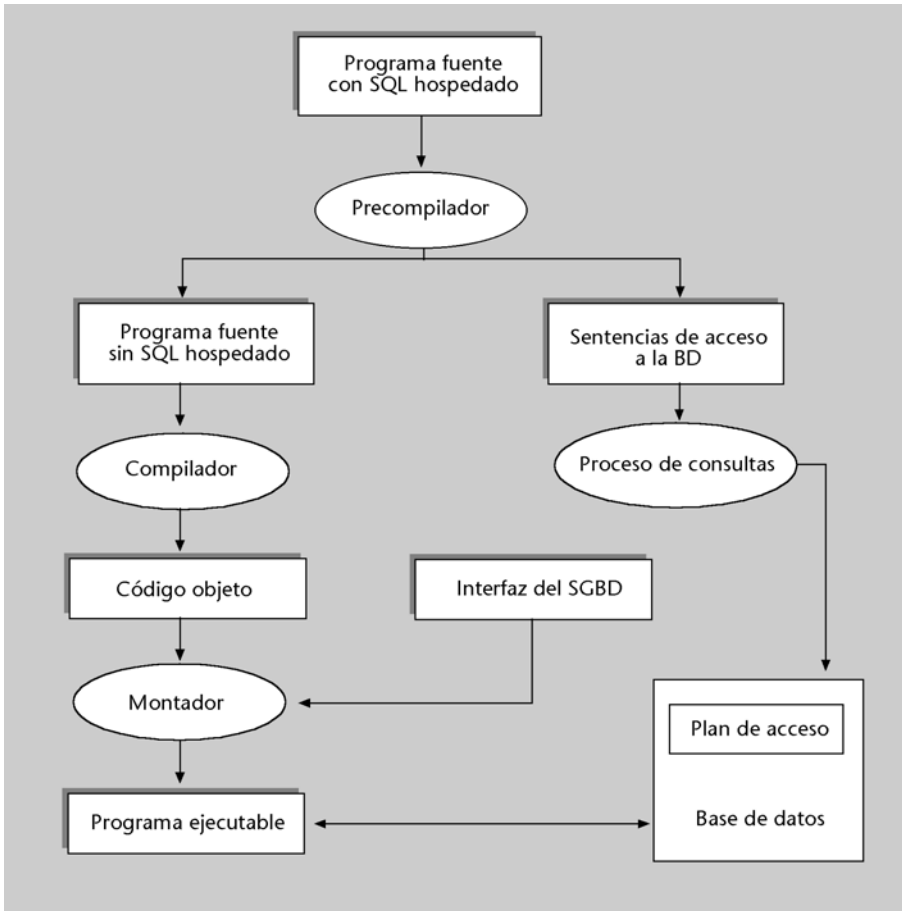 Programa fuente
con SQL hospedado
Precompilador
Programa fuente
sin SQL hospedado
Sentencias de acceso
a la BD
Compilador
Proceso de consultas
Código objeto
Interfaz del SGBD
Montador
Plan de acceso
Programa ejecutable
Base de datos